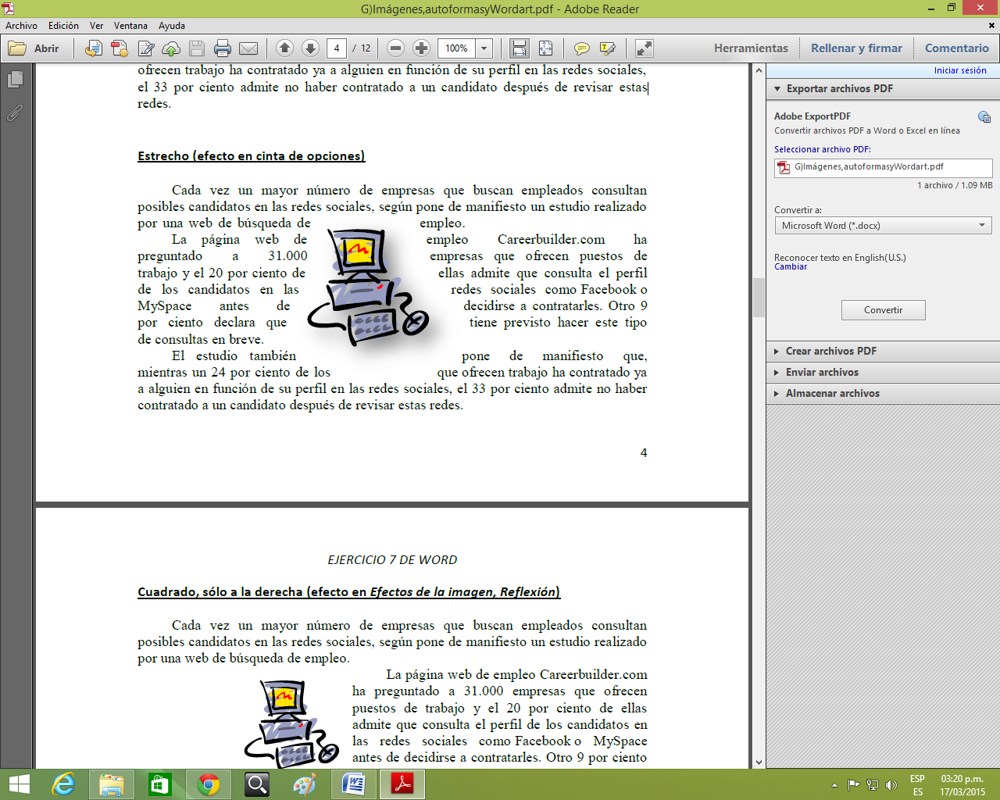 G)Imágenes,autoformasyWordart.pdf - Adobe Reader
Archivo Edición Ver Ventana Ayuda
Abrir 4 / 12 100% Herramientas Rellenar y firmar Comentario
ofrecen trabajo ha contratado ya a alguien en función de su perfil en las redes sociales,
el 33 por ciento admite no haber contratado a un candidato después de revisar estas
redes.
Estrecho (efecto en cinta de opciones)
Cada vez un mayor número de empresas que buscan empleados consultan
posibles candidatos en las redes sociales, según pone de manifiesto un estudio realizado
por una web de búsqueda de empleo.
La página web de empleo Careerbuilder.com ha
preguntado a 31.000 empresas que ofrecen puestos de
trabajo y el 20 por ciento de ellas admite que consulta el perfil
de los candidatos en las redes sociales como Facebook o
MySpace antes de decidirse a contratarles. Otro 9
por ciento declara que tiene previsto hacer este tipo
de consultas en breve.
El estudio también pone de manifiesto que,
mientras un 24 por ciento de los que ofrecen trabajo ha contratado ya
a alguien en función de su perfil en las redes sociales, el 33 por ciento admite no haber
contratado a un candidato después de revisar estas redes.
4
EJERCICIO 7 DE WORD
Cuadrado, sólo a la derecha (efecto en Efectos de la imagen, Reflexión)
Cada vez un mayor número de empresas que buscan empleados consultan
posibles candidatos en las redes sociales, según pone de manifiesto un estudio realizado
por una web de búsqueda de empleo.
La página web de empleo Careerbuilder.com
ha preguntado a 31.000 empresas que ofrecen
puestos de trabajo y el 20 por ciento de ellas
admite que consulta el perfil de los candidatos en
las redes sociales como Facebook o MySpace
antes de decidirse a contratarles. Otro 9 por ciento
Iniciar sesión
Exportar archivos PDF
Adobe ExportPDF
Convertir archivos PDF a Word o Excel en línea
Seleccionar archivo PDF:
G)Imágenes,autoformasyWordart.pdf
1 archivo / 1.09 MB
Convertir a:
Microsoft Word (*.docx)
Reconocer texto en English(U.S.)
Cambiar
Convertir
Crear archivos PDF
Enviar archivos
Almacenar archivos
ESP 03:20 p.m.
ES 17/03/2015